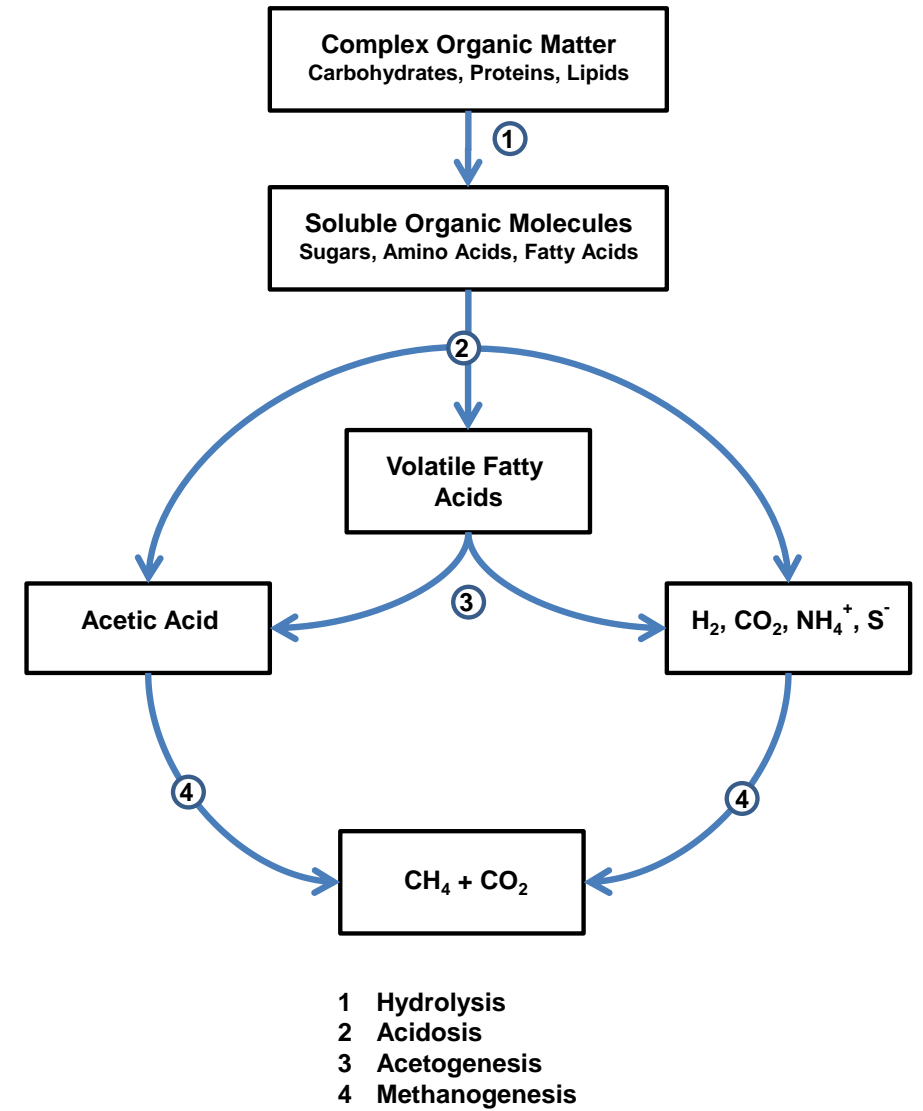 Complex Organic Matter
Carbohydrates, Proteins, Lipids
1
Soluble Organic Molecules
Sugars, Amino Acids, Fatty Acids
2
Volatile Fatty
Acids
3
Acetic Acid
H₂, CO₂, NH₄⁺, S⁻
4
4
CH₄ + CO₂
1 Hydrolysis
2 Acidosis
3 Acetogenesis
4 Methanogenesis